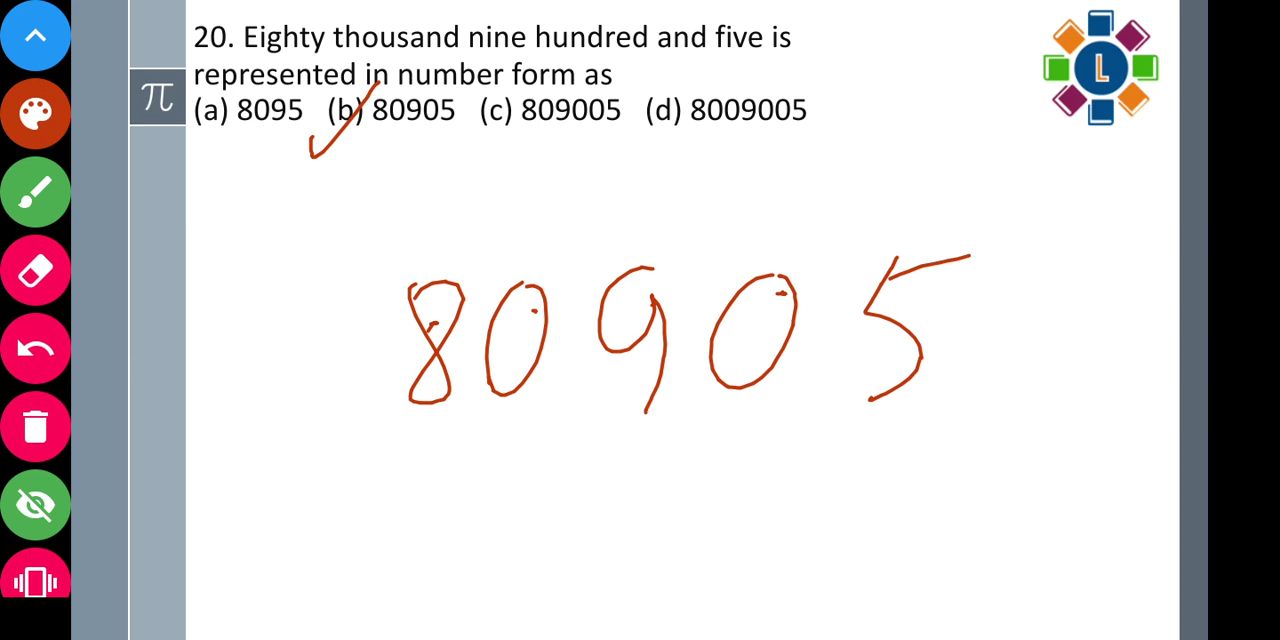 20. Eighty thousand nine hundred and five is
represented in number form as
(a) 8095 (b) 80905 (c) 809005 (d) 8009005
π
L
80905